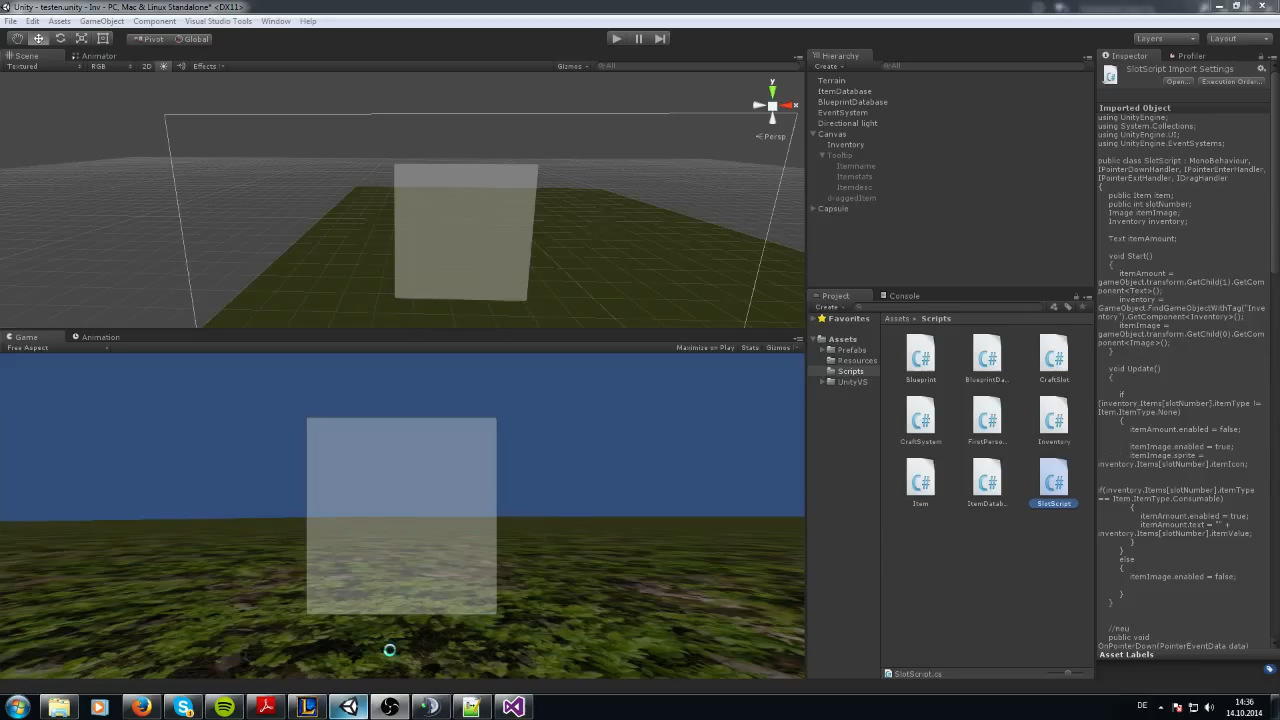 Unity - testen.unity - Inv - PC, Mac & Linux Standalone* <DX11>
File Edit Assets GameObject Component Visual Studio Tools Window Help
Pivot Global Layers Layout
Scene Animator
Textured RGB 2D Effects Gizmos All
y
x
Persp
Game Animation
Free Aspect Maximize on Play Stats Gizmos
Hierarchy
Create All
Terrain
ItemDatabase
BlueprintDatabase
EventSystem
Directional light
Canvas
Inventory
Tooltip
Itemname
Itemstats
Itemdesc
draggedItem
Capsule
Project Console
Create
Favorites
Assets
Prefabs
Resources
Scripts
UnityVS
Assets Scripts
Blueprint BlueprintDa... CraftSlot
CraftSystem FirstPerso... Inventory
Item ItemDatab... SlotScript
SlotScript.cs
Inspector Profiler
SlotScript Import Settings
Open... Execution Order...
Imported Object
using UnityEngine;
using System.Collections;
using UnityEngine.UI;
using UnityEngine.EventSystems;
public class SlotScript : MonoBehaviour,
IPointerDownHandler, IPointerEnterHandler,
IPointerExitHandler, IDragHandler
{
public Item item;
public int slotNumber;
Image itemImage;
Inventory inventory;
Text itemAmount;
void Start()
{
itemAmount =
gameObject.transform.GetChild(1).GetCom
ponent<Text>();
inventory =
GameObject.FindGameObjectWithTag("Inve
ntory").GetComponent<Inventory>();
itemImage =
gameObject.transform.GetChild(0).GetCom
ponent<Image>();
}
void Update()
{
if
(inventory.Items[slotNumber].itemType !=
Item.ItemType.None)
{
itemAmount.enabled = false;
itemImage.enabled = true;
itemImage.sprite =
inventory.Items[slotNumber].itemIcon;
if(inventory.Items[slotNumber].itemType
== Item.ItemType.Consumable)
{
itemAmount.enabled = true;
itemAmount.text = "" +
inventory.Items[slotNumber].itemValue;
}
}
else
{
itemImage.enabled = false;
}
}
//neu
public void
OnPointerDown(PointerEventData data)
Asset Labels
DE 14:36
14.10.2014